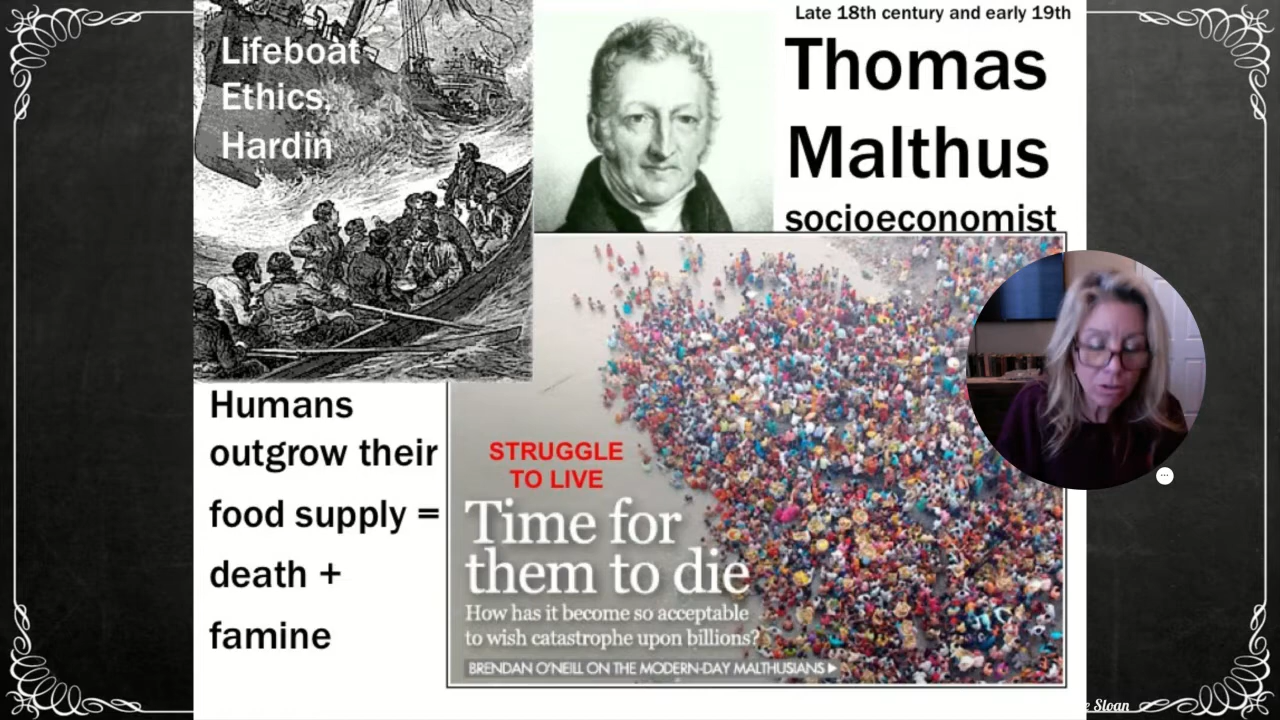 Late 18th century and early 19th
Lifeboat
Ethics,
Hardin
Thomas
Malthus
socioeconomist
Humans
outgrow their
food supply =
death +
famine
STRUGGLE
TO LIVE
Time for
them to die
How has it become so acceptable
to wish catastrophe upon billions?
BRENDAN O'NEILL ON THE MODERN-DAY MALTHUSIANS
Sloan